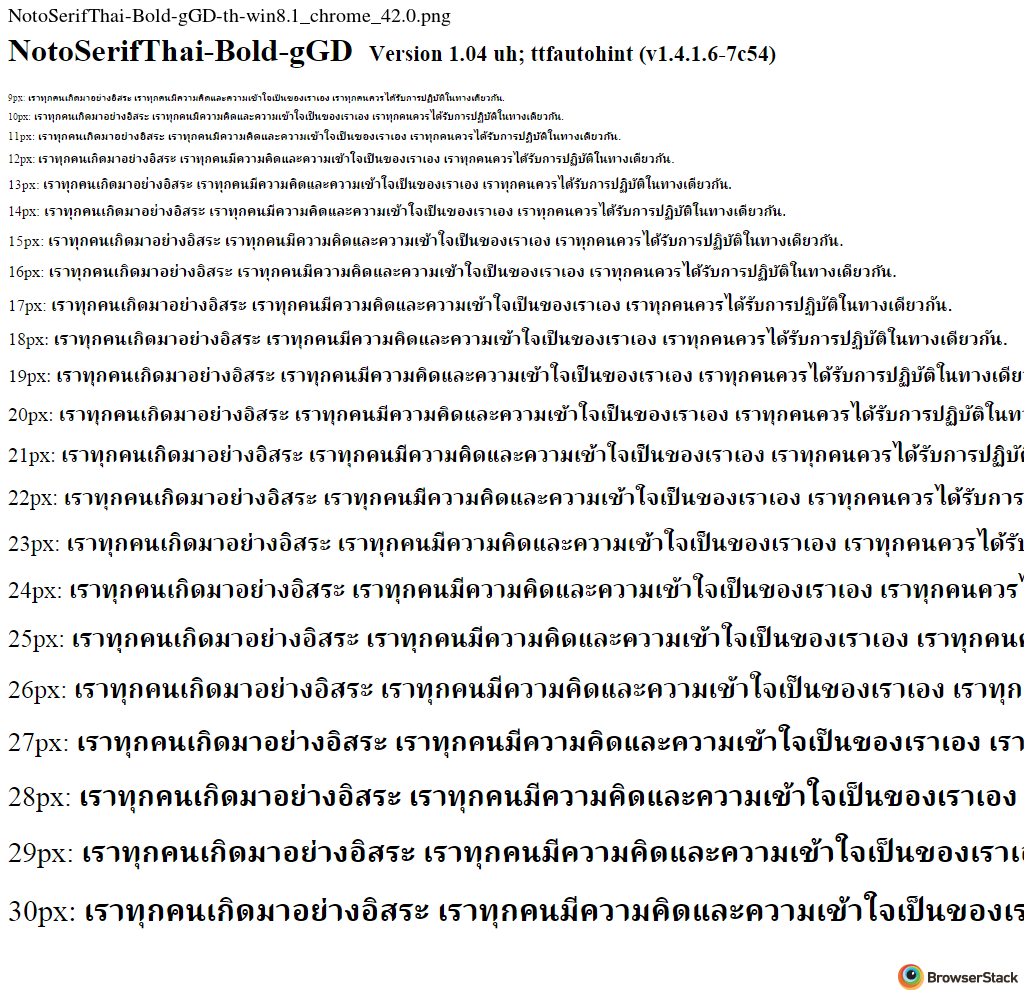 NotoSerifThai-Bold-gGD-th-win8.1_chrome_42.0.png
NotoSerifThai-Bold-gGD Version 1.04 uh; ttfautohint (v1.4.1.6-7c54)
9px: เราทุกคนเกิดมาอย่างอิสระ เราทุกคนมีความคิดและความเข้าใจเป็นของเราเอง เราทุกคนควรได้รับการปฏิบัติในทางเดียวกัน.
10px: เราทุกคนเกิดมาอย่างอิสระ เราทุกคนมีความคิดและความเข้าใจเป็นของเราเอง เราทุกคนควรได้รับการปฏิบัติในทางเดียวกัน.
11px: เราทุกคนเกิดมาอย่างอิสระ เราทุกคนมีความคิดและความเข้าใจเป็นของเราเอง เราทุกคนควรได้รับการปฏิบัติในทางเดียวกัน.
12px: เราทุกคนเกิดมาอย่างอิสระ เราทุกคนมีความคิดและความเข้าใจเป็นของเราเอง เราทุกคนควรได้รับการปฏิบัติในทางเดียวกัน.
13px: เราทุกคนเกิดมาอย่างอิสระ เราทุกคนมีความคิดและความเข้าใจเป็นของเราเอง เราทุกคนควรได้รับการปฏิบัติในทางเดียวกัน.
14px: เราทุกคนเกิดมาอย่างอิสระ เราทุกคนมีความคิดและความเข้าใจเป็นของเราเอง เราทุกคนควรได้รับการปฏิบัติในทางเดียวกัน.
15px: เราทุกคนเกิดมาอย่างอิสระ เราทุกคนมีความคิดและความเข้าใจเป็นของเราเอง เราทุกคนควรได้รับการปฏิบัติในทางเดียวกัน.
16px: เราทุกคนเกิดมาอย่างอิสระ เราทุกคนมีความคิดและความเข้าใจเป็นของเราเอง เราทุกคนควรได้รับการปฏิบัติในทางเดียวกัน.
17px: เราทุกคนเกิดมาอย่างอิสระ เราทุกคนมีความคิดและความเข้าใจเป็นของเราเอง เราทุกคนควรได้รับการปฏิบัติในทางเดียวกัน.
18px: เราทุกคนเกิดมาอย่างอิสระ เราทุกคนมีความคิดและความเข้าใจเป็นของเราเอง เราทุกคนควรได้รับการปฏิบัติในทางเดียวกัน.
19px: เราทุกคนเกิดมาอย่างอิสระ เราทุกคนมีความคิดและความเข้าใจเป็นของเราเอง เราทุกคนควรได้รับการปฏิบัติในทางเดีย
20px: เราทุกคนเกิดมาอย่างอิสระ เราทุกคนมีความคิดและความเข้าใจเป็นของเราเอง เราทุกคนควรได้รับการปฏิบัติในท
21px: เราทุกคนเกิดมาอย่างอิสระ เราทุกคนมีความคิดและความเข้าใจเป็นของเราเอง เราทุกคนควรได้รับการปฏิบั
22px: เราทุกคนเกิดมาอย่างอิสระ เราทุกคนมีความคิดและความเข้าใจเป็นของเราเอง เราทุกคนควรได้รับการ
23px: เราทุกคนเกิดมาอย่างอิสระ เราทุกคนมีความคิดและความเข้าใจเป็นของเราเอง เราทุกคนควรได้รับ
24px: เราทุกคนเกิดมาอย่างอิสระ เราทุกคนมีความคิดและความเข้าใจเป็นของเราเอง เราทุกคนควร
25px: เราทุกคนเกิดมาอย่างอิสระ เราทุกคนมีความคิดและความเข้าใจเป็นของเราเอง เราทุกคน
26px: เราทุกคนเกิดมาอย่างอิสระ เราทุกคนมีความคิดและความเข้าใจเป็นของเราเอง เราทุก
27px: เราทุกคนเกิดมาอย่างอิสระ เราทุกคนมีความคิดและความเข้าใจเป็นของเราเอง เรา
28px: เราทุกคนเกิดมาอย่างอิสระ เราทุกคนมีความคิดและความเข้าใจเป็นของเราเอง
29px: เราทุกคนเกิดมาอย่างอิสระ เราทุกคนมีความคิดและความเข้าใจเป็นของเราเ
30px: เราทุกคนเกิดมาอย่างอิสระ เราทุกคนมีความคิดและความเข้าใจเป็นของเร
BrowserStack